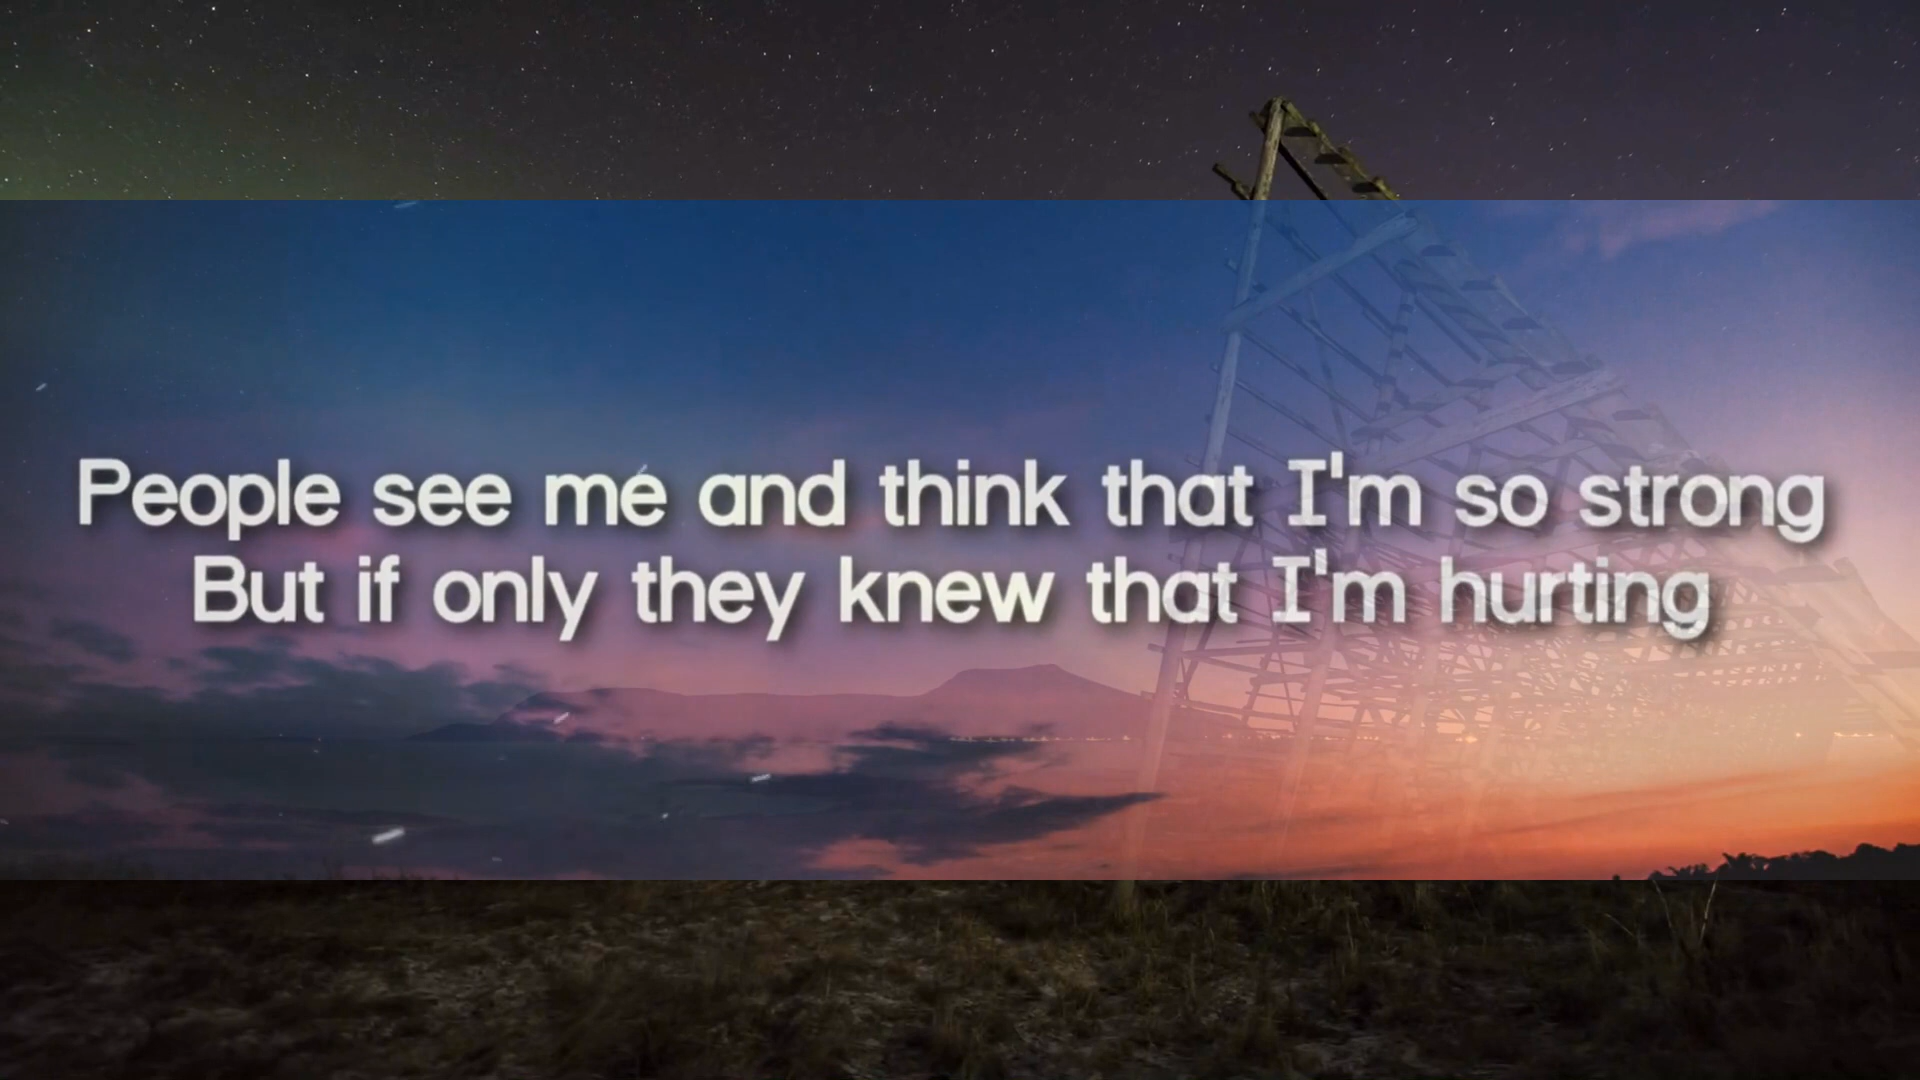 People see me and think that I'm so strong
But if only they knew that I'm hurting